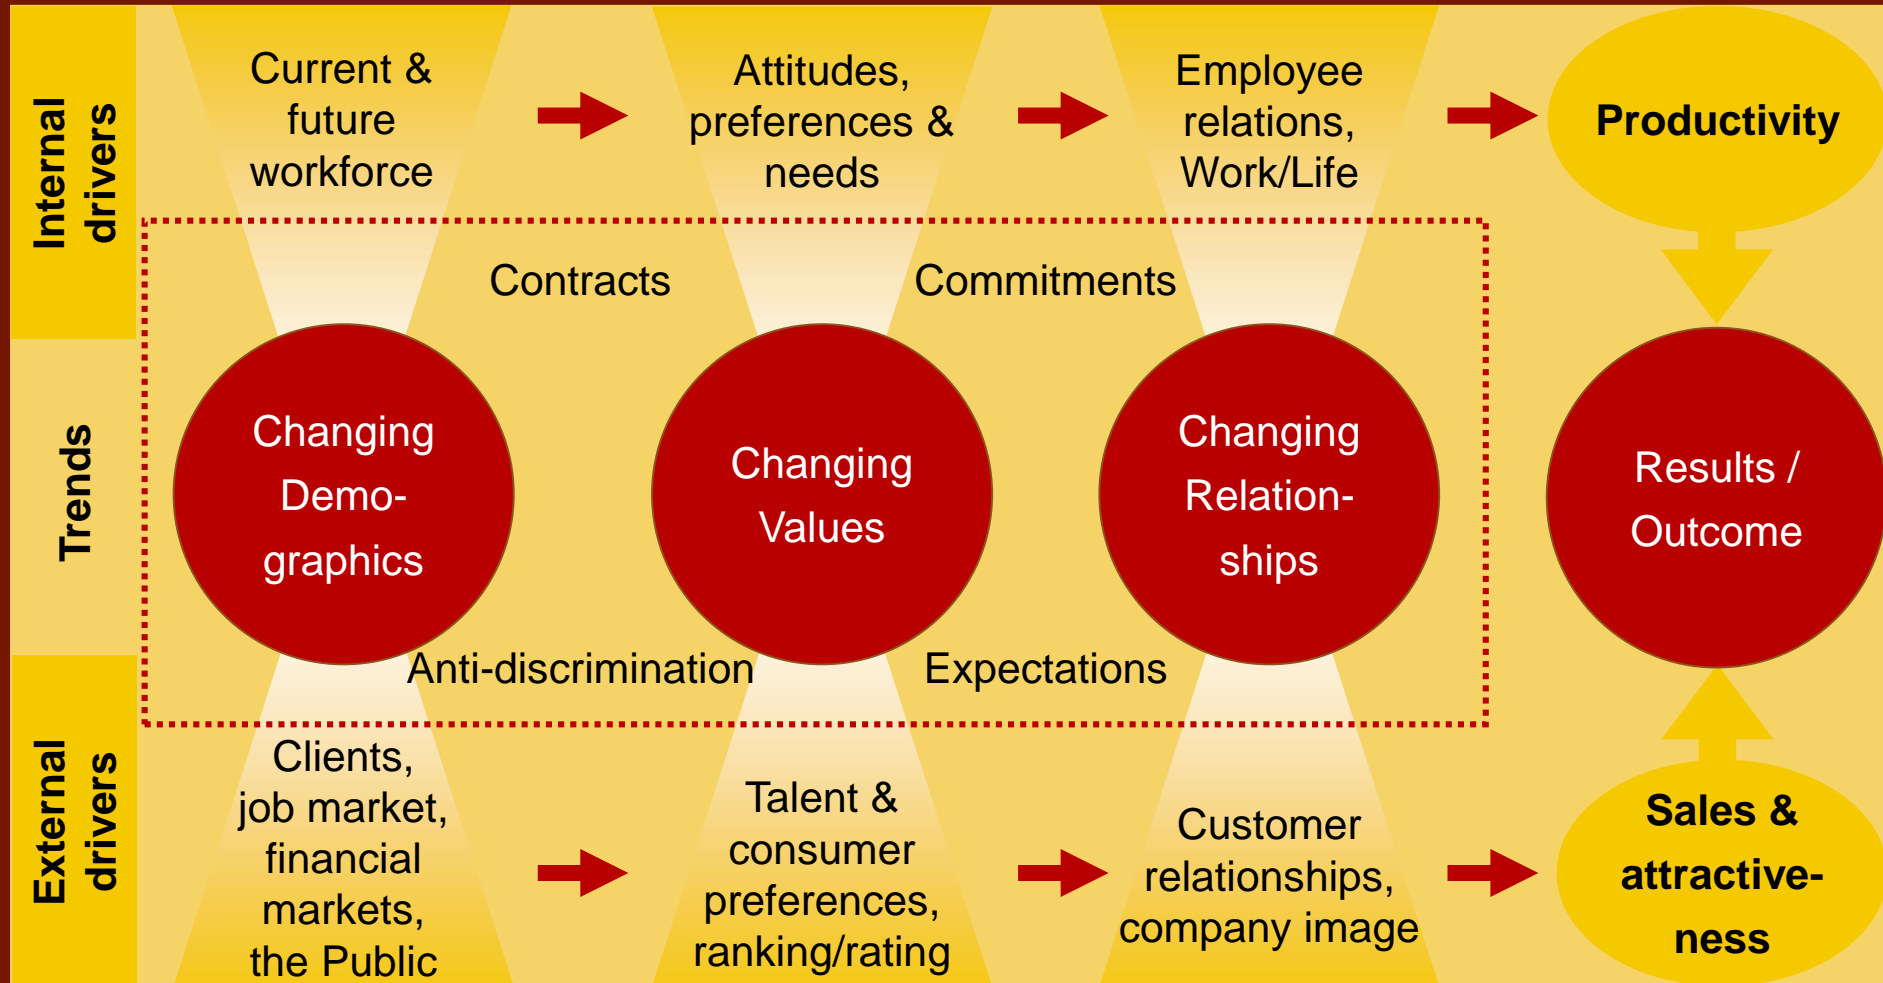 Internal
drivers
Current &
future
workforce
Attitudes,
preferences &
needs
Employee
relations,
Work/Life
Productivity
Contracts
Commitments
Trends
Changing
Demo-
graphics
Changing
Values
Changing
Relation-
ships
Results /
Outcome
Anti-discrimination
Expectations
External
drivers
Clients,
job market,
financial
markets,
the Public
Talent &
consumer
preferences,
ranking/rating
Customer
relationships,
company image
Sales &
attractive-
ness